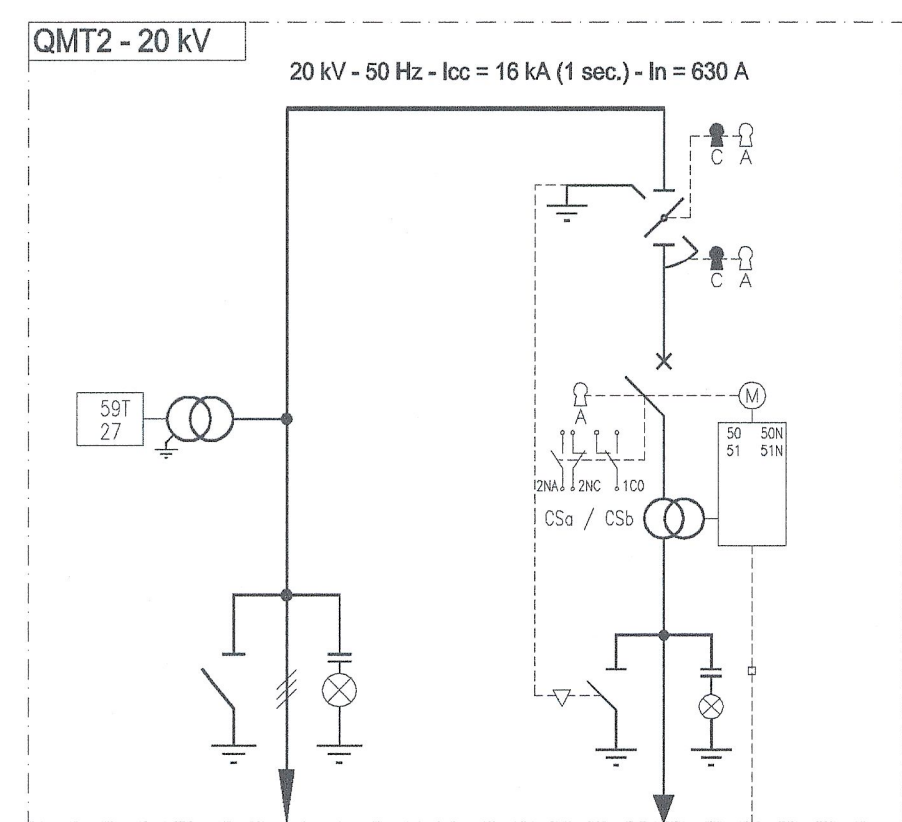 QMT2 - 20 kV
20 kV - 50 Hz - Icc = 16 kA (1 sec.) - In = 630 A
C A
C A
59T
27
A
M
50 50N
51 51N
2NA 2NC 1CO
CSa / CSb